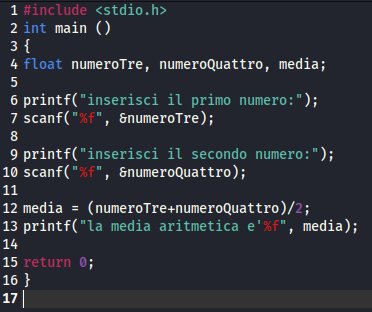 1 #include <stdio.h>
2 int main ()
3 {
4 float numeroTre, numeroQuattro, media;
5
6 printf("inserisci il primo numero:");
7 scanf("%f", &numeroTre);
8
9 printf("inserisci il secondo numero:");
10 scanf("%f", &numeroQuattro);
11
12 media = (numeroTre+numeroQuattro)/2;
13 printf("la media aritmetica e'%f", media);
14
15 return 0;
16 }
17